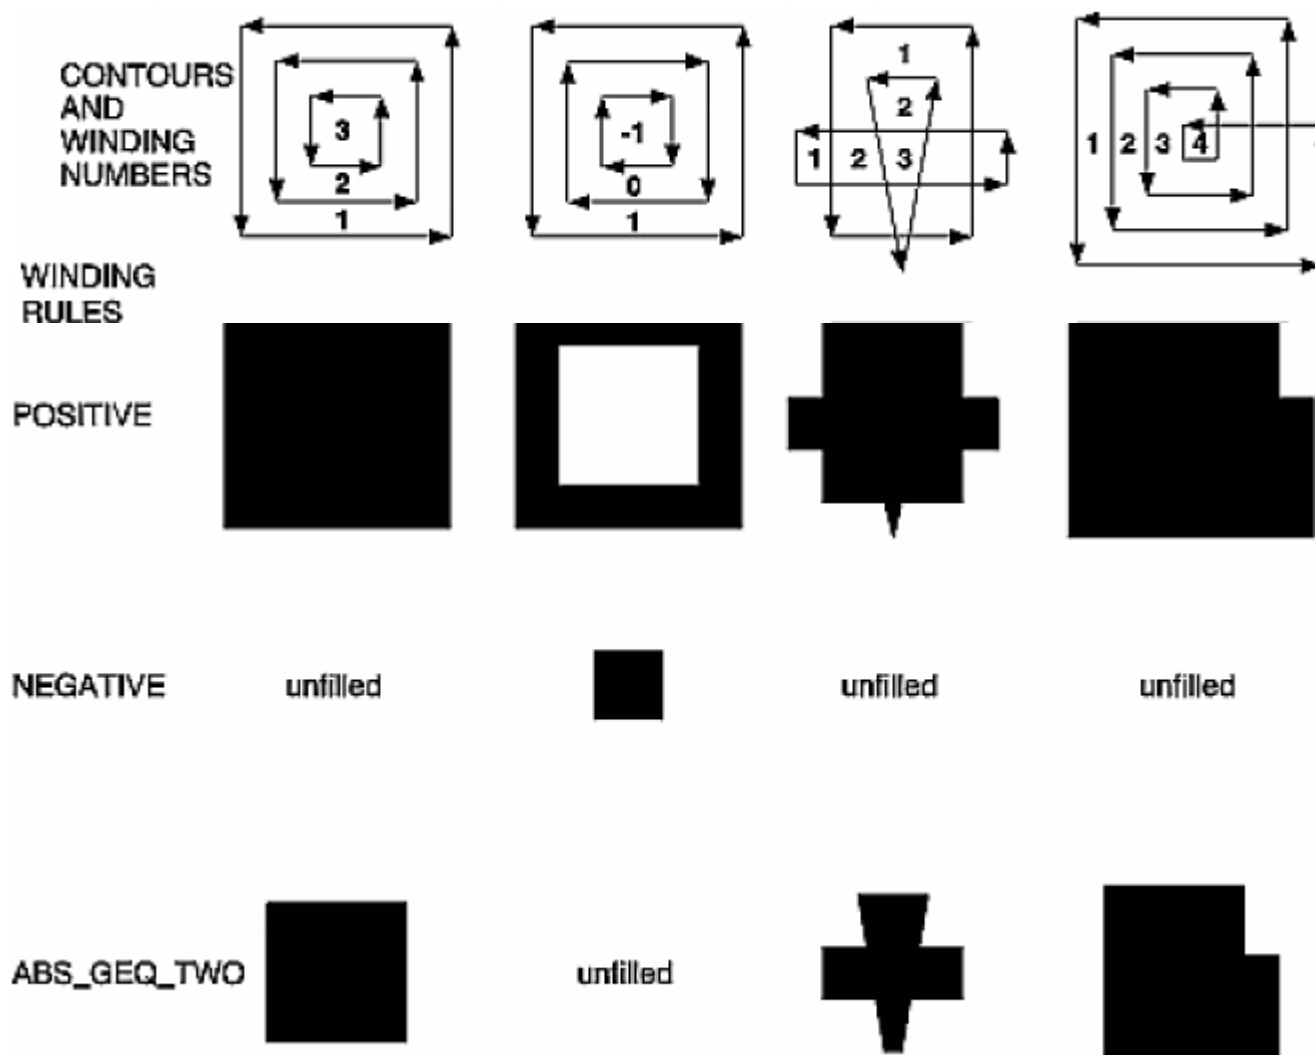 CONTOURS
AND
WINDING
NUMBERS
3
2
1
-1
0
1
1
2
1 2 3
1 2 3 4
WINDING
RULES
POSITIVE
NEGATIVE unfilled unfilled unfilled
ABS_GEQ_TWO unfilled